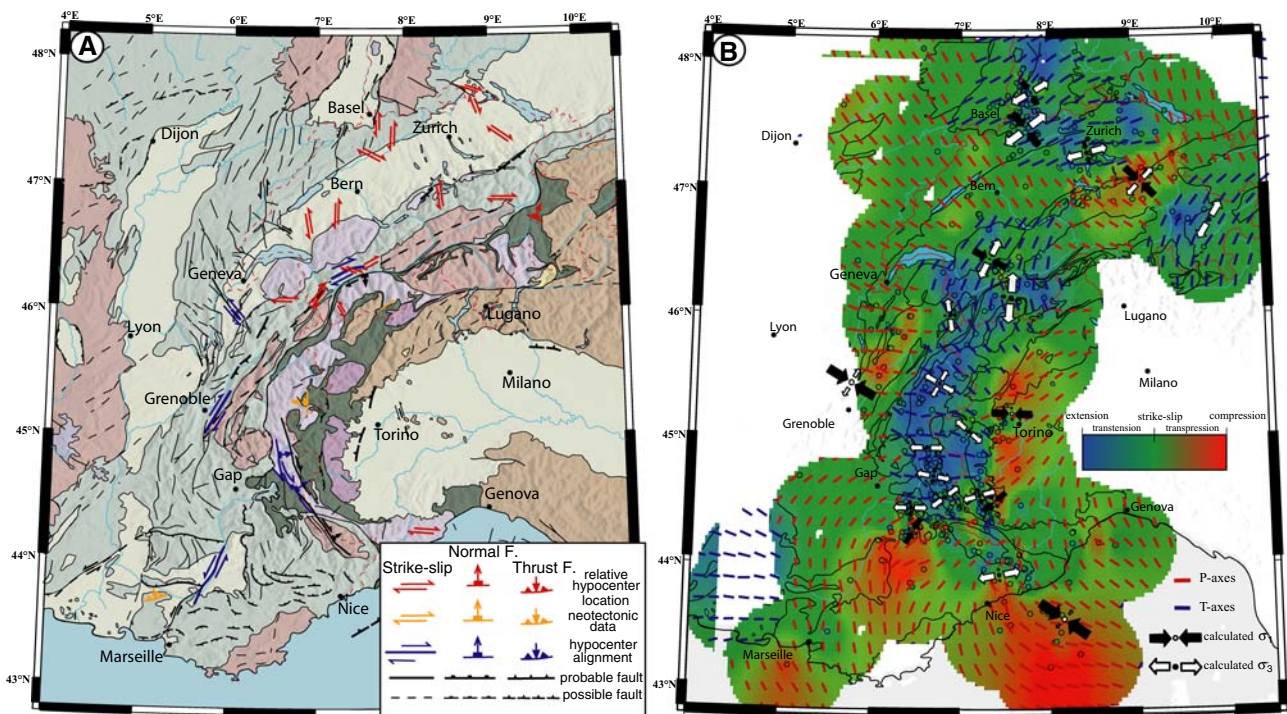 4°E 5°E 6°E 7°E 8°E 9°E 10°E
A
48°N
47°N
46°N
45°N
44°N
43°N
Basel
Dijon
Zurich
Bern
Geneva
Lugano
Lyon
Milano
Grenoble
Torino
Gap
Genova
Nice
Marseille
Normal F.
Strike-slip Thrust F.
relative
hypocenter
location
neotectonic
data
hypocenter
alignment
probable fault
possible fault
4°E 5°E 6°E 7°E 8°E 9°E 10°E
B
48°N
47°N
46°N
45°N
44°N
43°N
Basel
Dijon
Zurich
Bern
Geneva
Lugano
Lyon
Milano
Grenoble
Torino
extension strike-slip compression
transtension transpression
Gap
Genova
Nice
Marseille
P-axes
T-axes
calculated σ1
calculated σ3